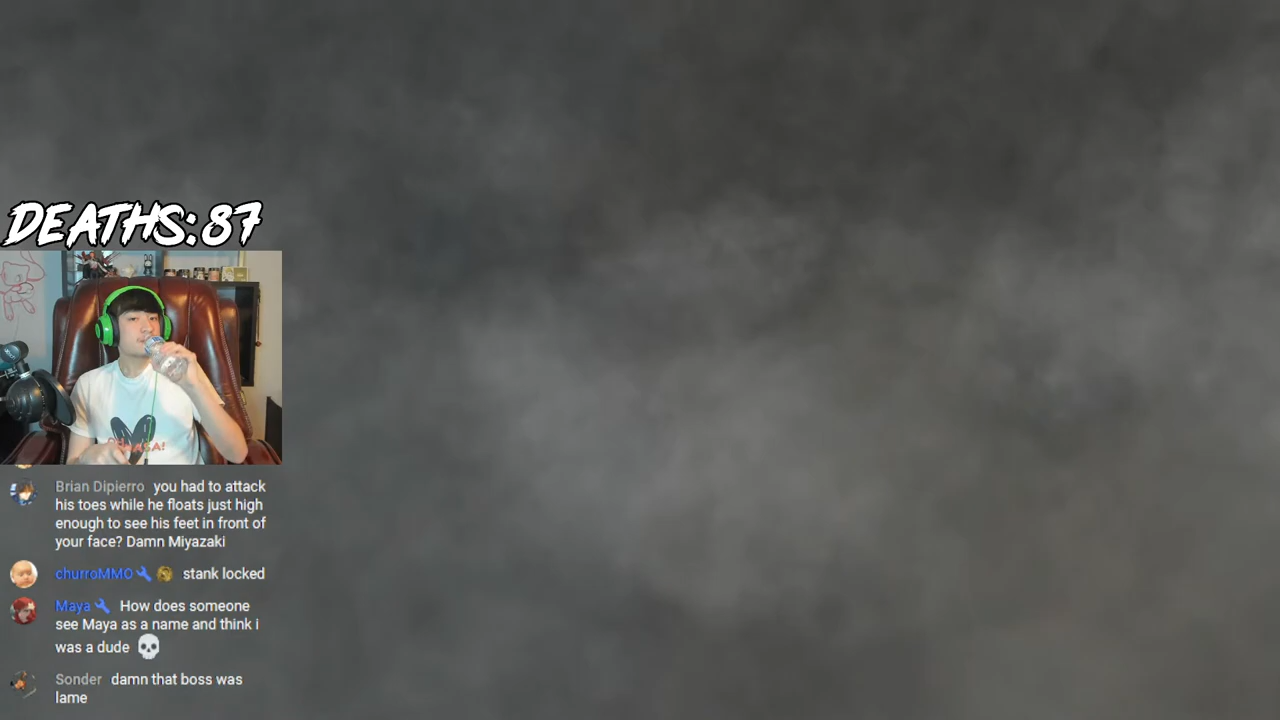 DEATHS:87
Brian Dipierro you had to attack
his toes while he floats just high
enough to see his feet in front of
your face? Damn Miyazaki
churroMMO stank locked
Maya How does someone
see Maya as a name and think i
was a dude 💀
Sonder damn that boss was
lame